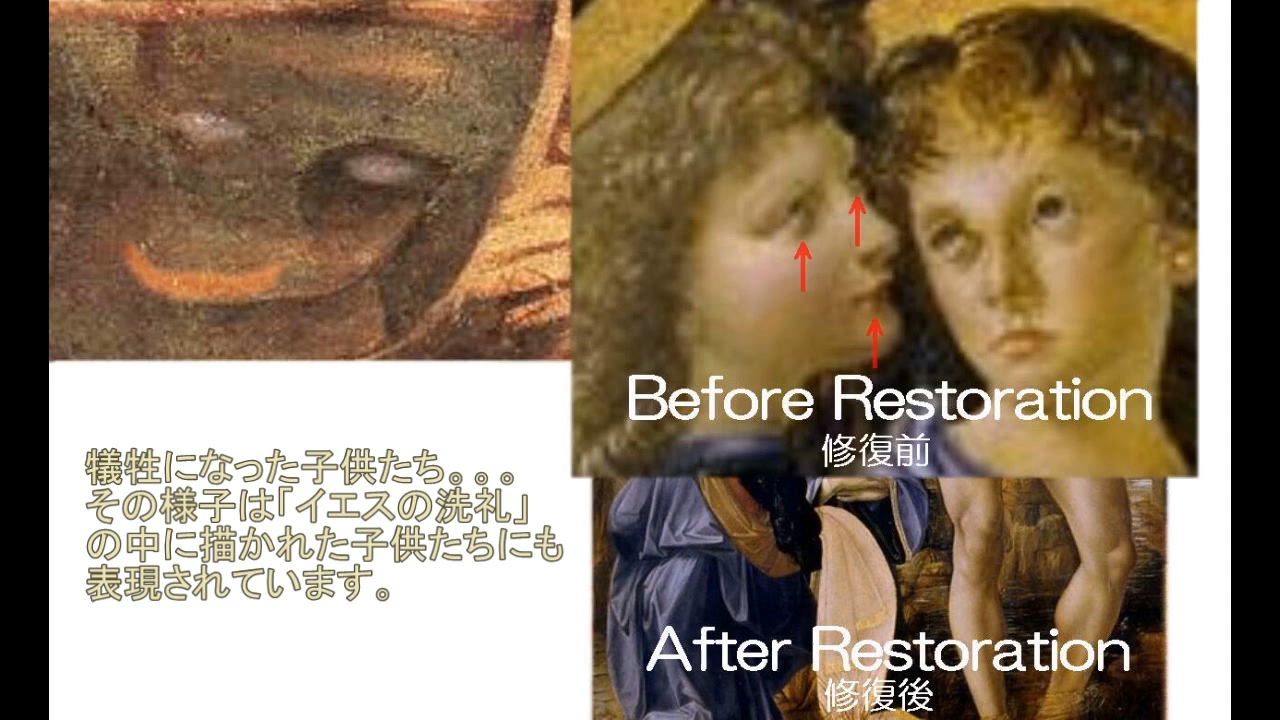 Before Restoration
修復前
犠牲になった子供たち。。。
その様子は「イエスの洗礼」
の中に描かれた子供たちにも
表現されています。
After Restoration
修復後